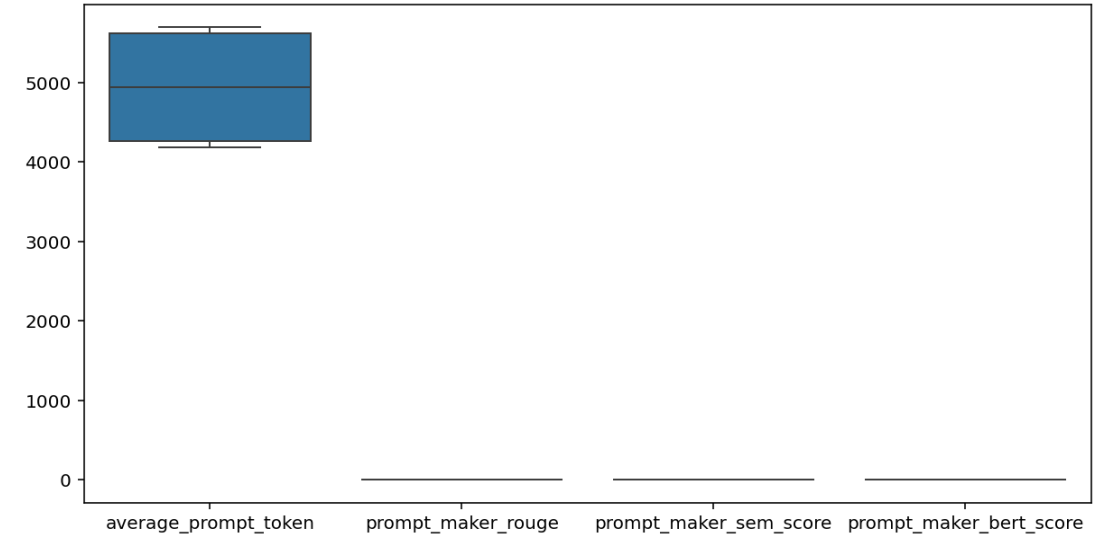 5000
4000
3000
2000
1000
0
average_prompt_token
prompt_maker_rouge
prompt_maker_sem_score
prompt_maker_bert_score